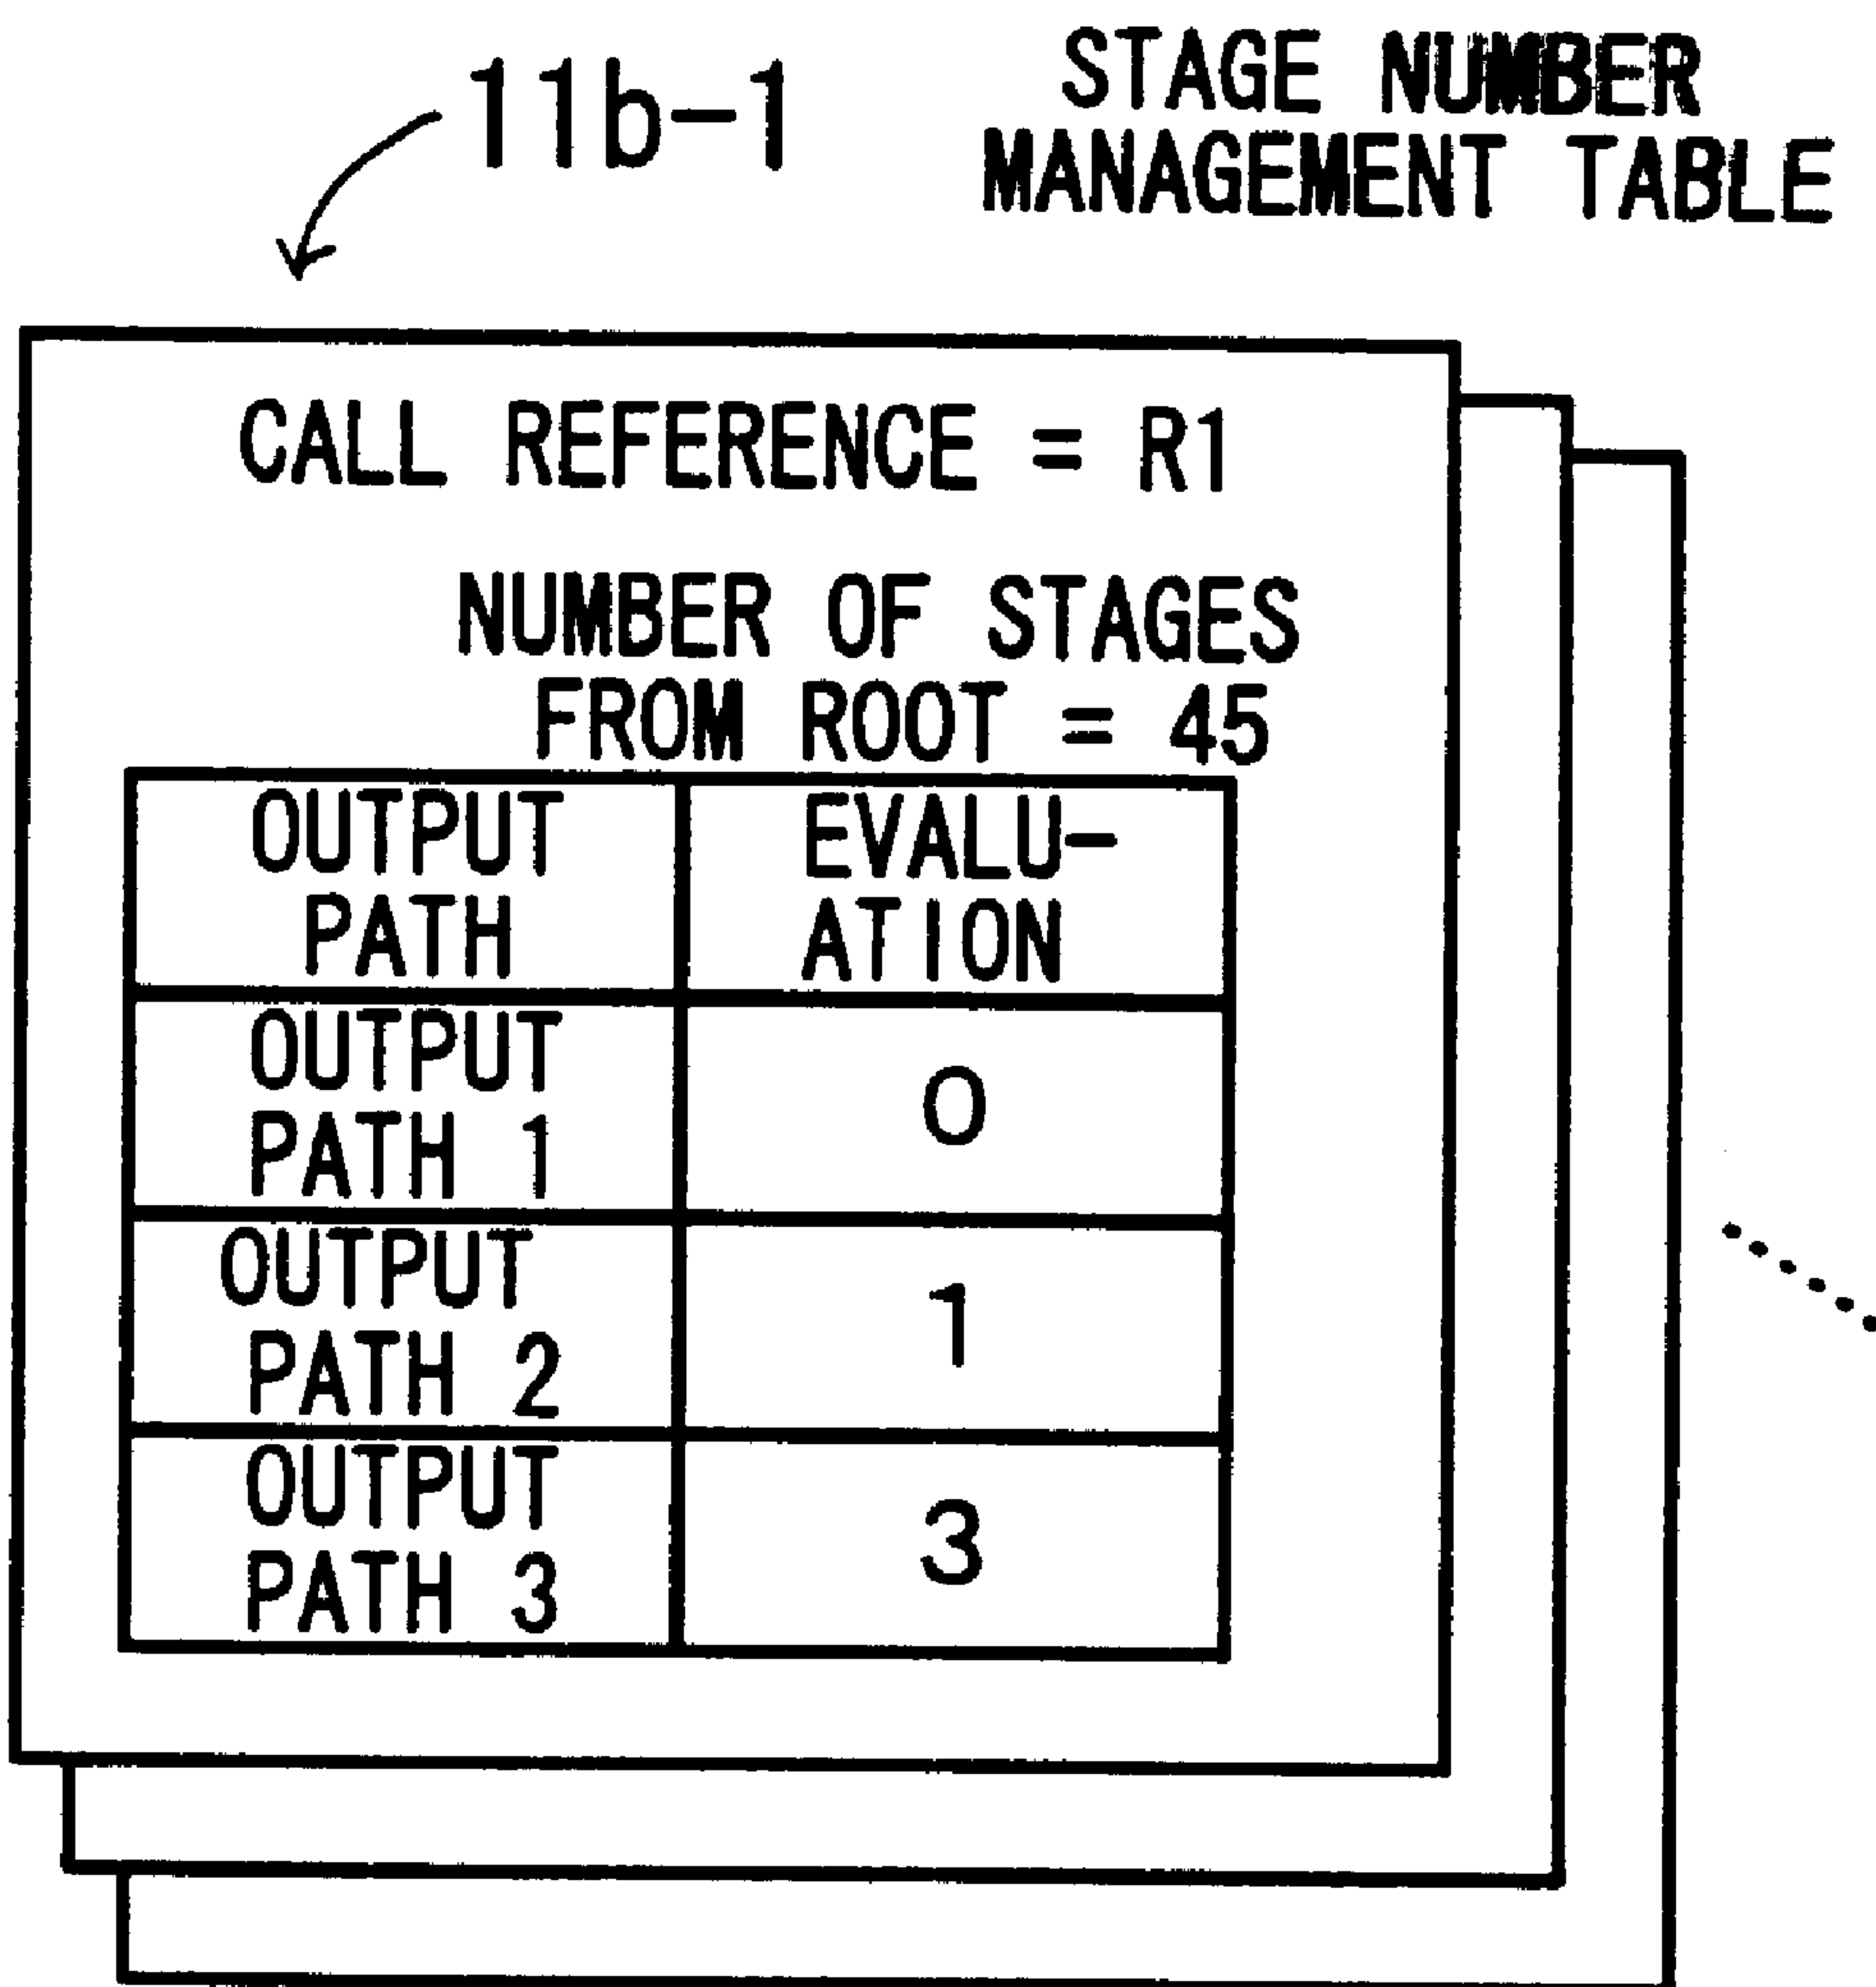 11b-1
STAGE NUMBER
MANAGEMENT TABLE
CALL REFERENCE = R1
NUMBER OF STAGES
FROM ROOT = 45
OUTPUT
PATH
EVALU-
ATION
OUTPUT
PATH 1
0
OUTPUT
PATH 2
1
OUTPUT
PATH 3
3